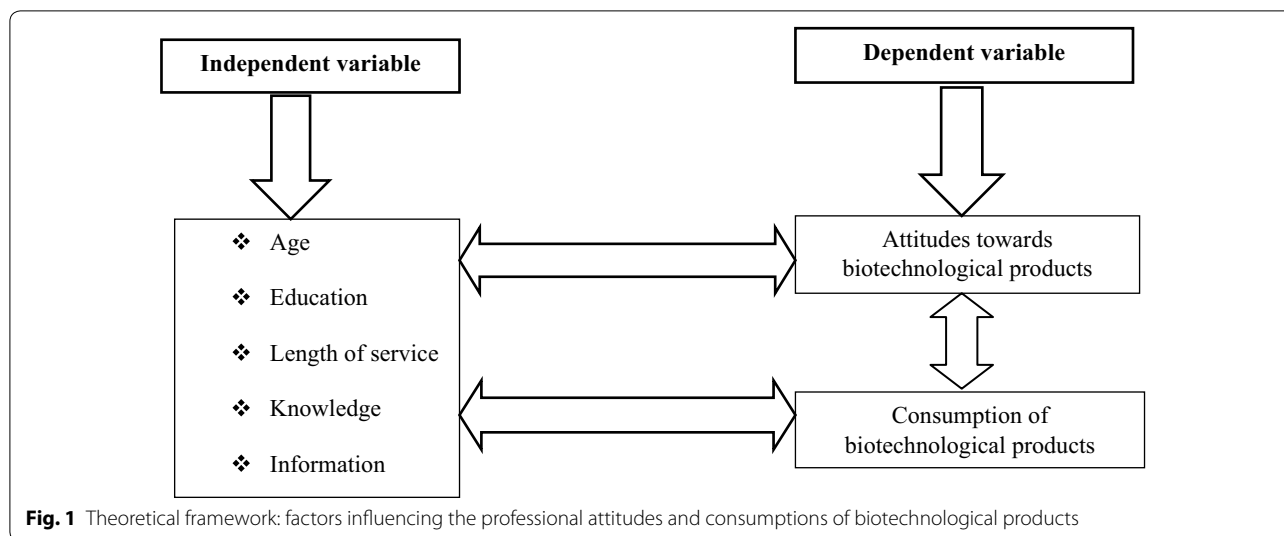 Independent variable
Dependent variable
❖ Age
❖ Education
❖ Length of service
❖ Knowledge
❖ Information
Attitudes towards
biotechnological products
Consumption of
biotechnological products
Fig. 1 Theoretical framework: factors influencing the professional attitudes and consumptions of biotechnological products